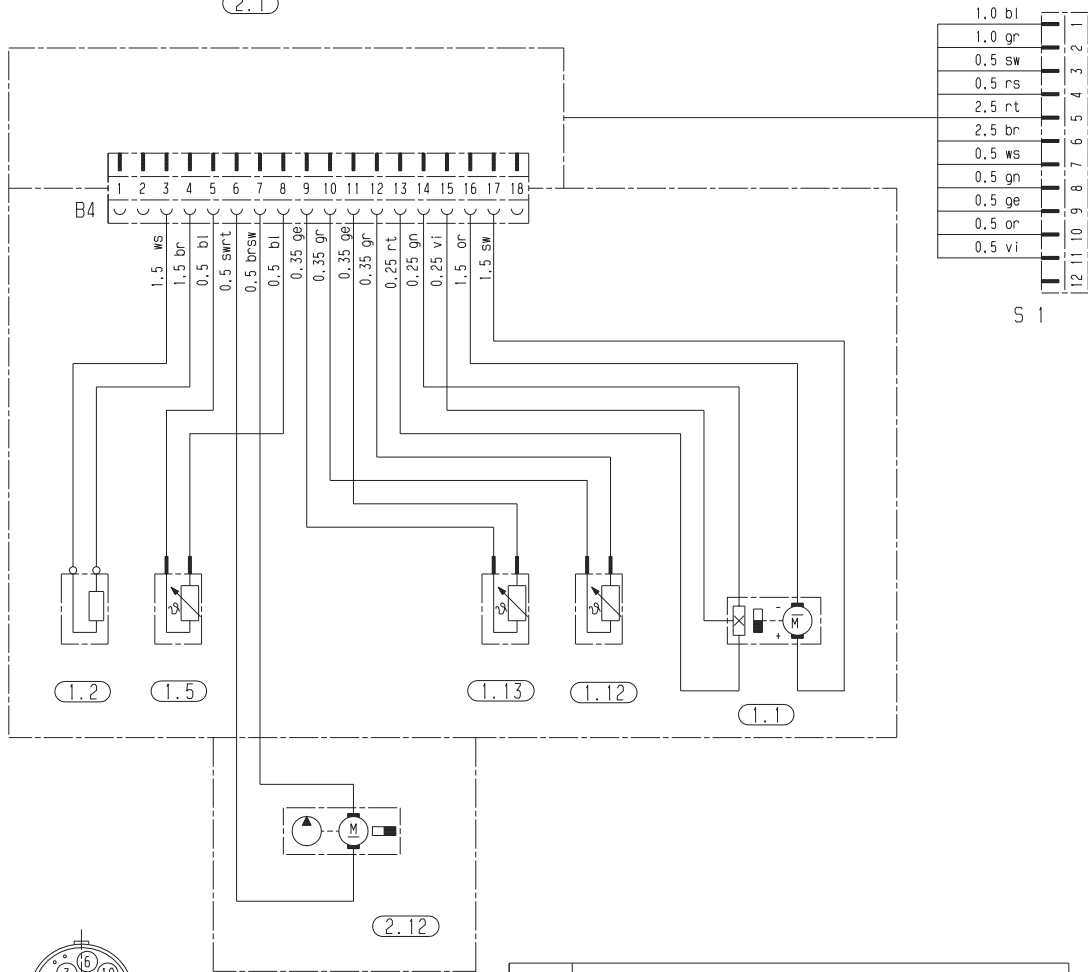 2.1
1.0 bl
1.0 gr
0.5 sw
0.5 rs
2.5 rt
2.5 br
0.5 ws
0.5 gn
0.5 ge
0.5 or
0.5 vi
1
2
3
4
5
6
7
8
9
10
11
12
S 1
1 2 3 4 5 6 7 8 9 10 11 12 13 14 15 16 17 18
B4
1.5 ws
1.5 br
0.5 bl
0.5 swrt
0.5 brsw
0.5 bl
0.35 ge
0.35 gr
0.35 ge
0.35 gr
0.25 rt
0.25 gn
0.25 vi
1.5 or
1.5 sw
ϑ
ϑ
ϑ
-
M
+
1.2
1.5
1.13
1.12
1.1
M
2.12
6
10